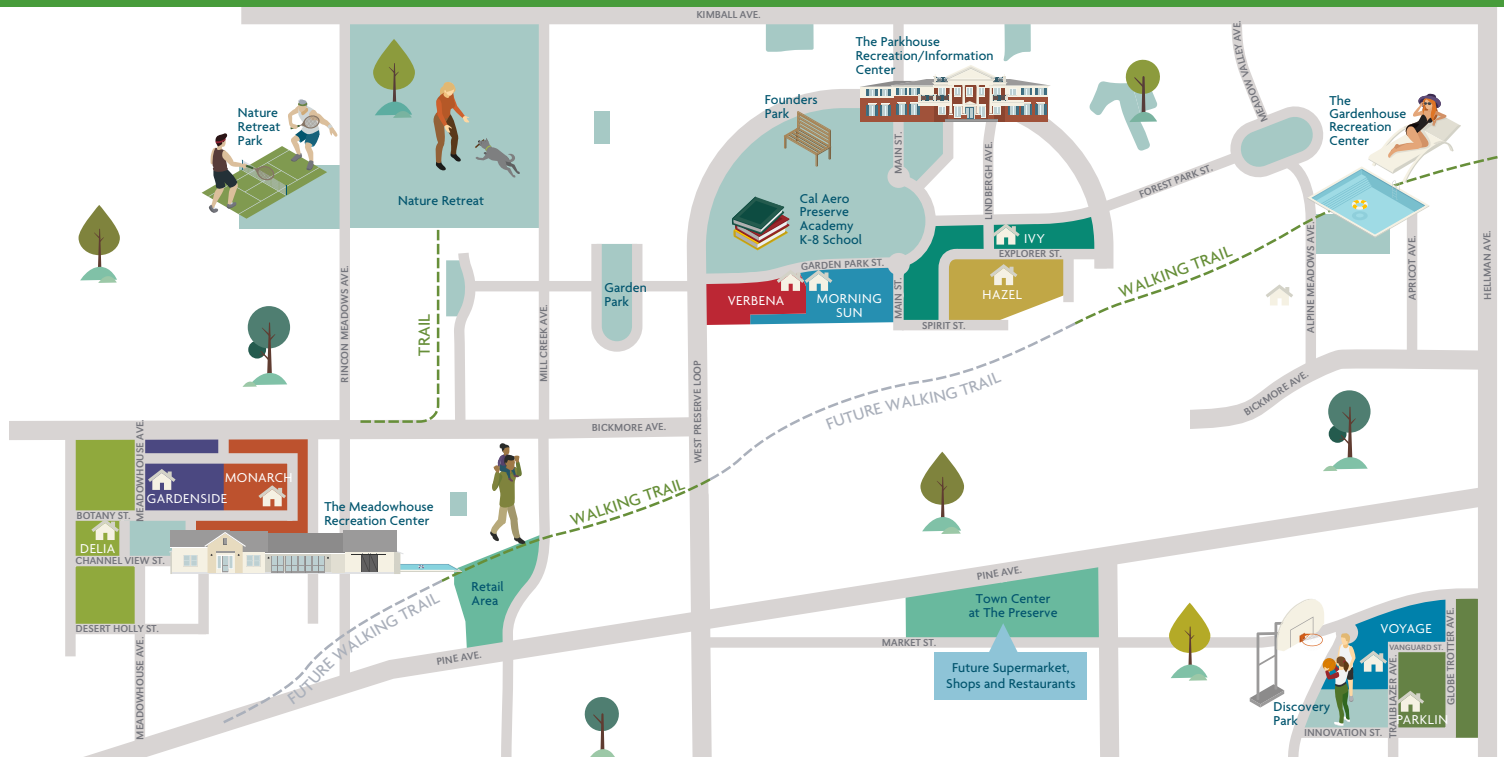 KIMBALL AVE.
The Parkhouse
Recreation/Information
Center
MEADOW VALLEY AVE.
Nature
Retreat
Park
Founders
Park
The
Gardenhouse
Recreation
Center
MAIN ST.
LINDBERGH AVE.
FOREST PARK ST.
Nature Retreat
Cal Aero
Preserve
Academy
K-8 School
IVY
EXPLORER ST.
GARDEN PARK ST.
WALKING TRAIL
ALPINE MEADOWS AVE.
APRICOT AVE.
HELLMAN AVE.
RINCON MEADOWS AVE.
TRAIL
MILL CREEK AVE.
Garden
Park
VERBENA
MORNING
SUN
MAIN ST.
HAZEL
SPIRIT ST.
WEST PRESERVE LOOP
FUTURE WALKING TRAIL
BICKMORE AVE.
BICKMORE AVE.
MEADOWHOUSE AVE.
MONARCH
GARDENSIDE
BOTANY ST.
The Meadowhouse
Recreation Center
WALKING TRAIL
DELIA
CHANNEL VIEW ST.
Retail
Area
FUTURE WALKING TRAIL
DESERT HOLLY ST.
MEADOWHOUSE AVE.
PINE AVE.
PINE AVE.
Town Center
at The Preserve
MARKET ST.
Future Supermarket,
Shops and Restaurants
VOYAGE
VANGUARD ST.
GLOBE TROTTER AVE.
TRAILBLAZER AVE.
Discovery
Park
PARKLIN
INNOVATION ST.